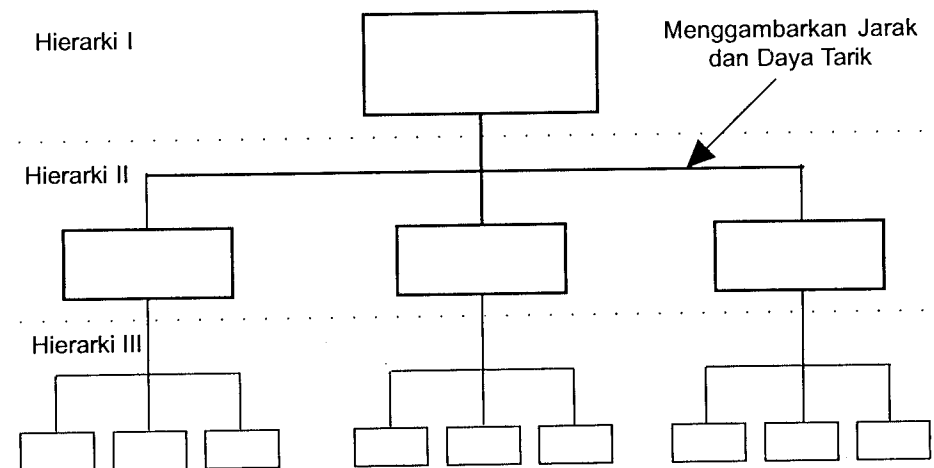 Hierarki I
Menggambarkan Jarak
dan Daya Tarik
Hierarki II
Hierarki III